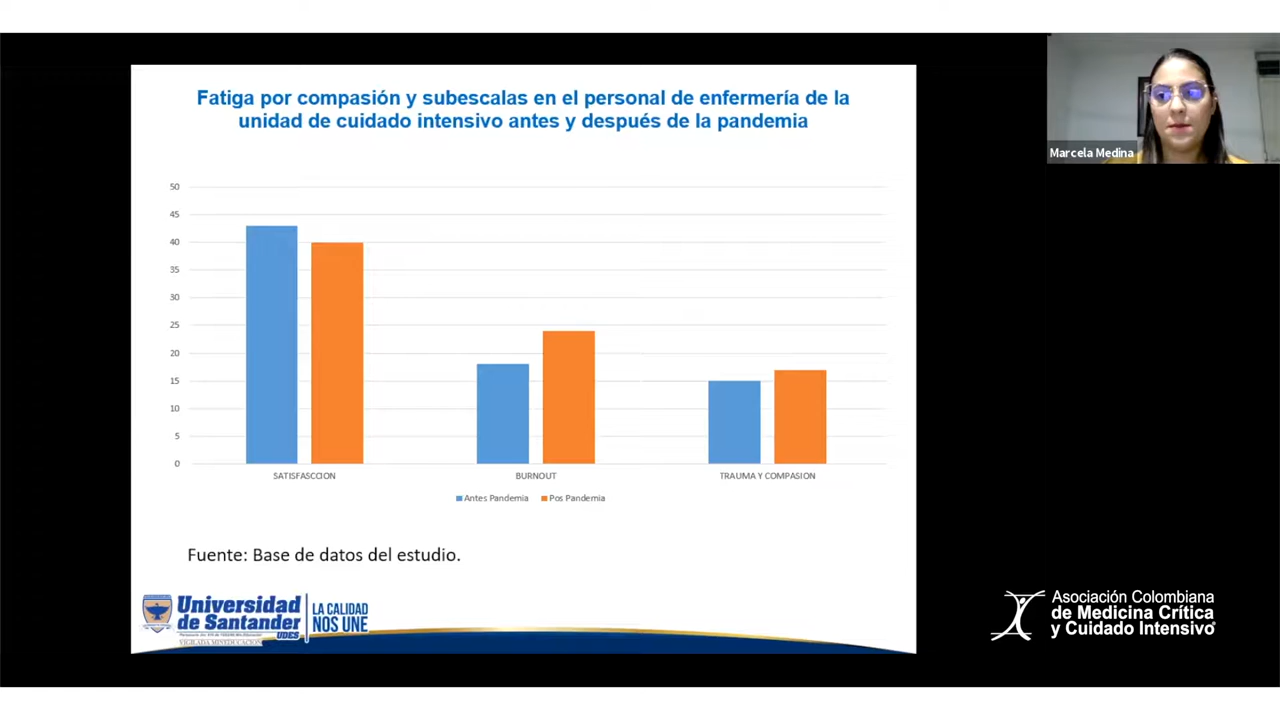 Fatiga por compasión y subescalas en el personal de enfermería de la
unidad de cuidado intensivo antes y después de la pandemia
Marcela Medina
50
45
40
35
30
25
20
15
10
5
0
SATISFASCCION
BURNOUT
TRAUMA Y COMPASION
Antes Pandemia
Pos Pandemia
Fuente: Base de datos del estudio.
Universidad
de Santander
UDES
VIGILADA MINEDUCACIÓN
LA CALIDAD
NOS UNE
Asociación Colombiana
de Medicina Crítica
y Cuidado Intensivo®